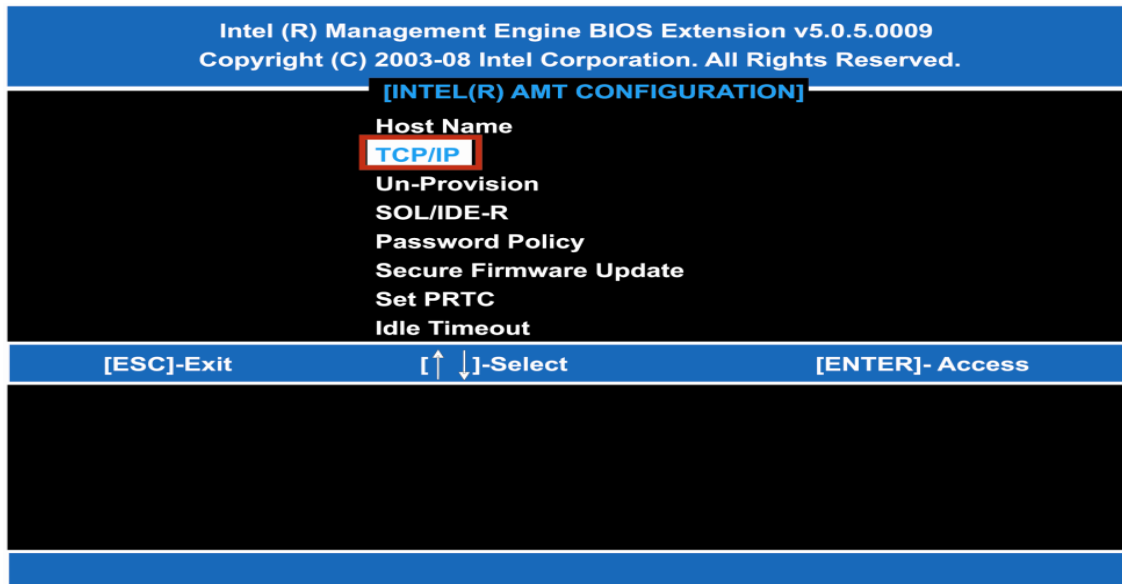 Intel (R) Management Engine BIOS Extension v5.0.5.0009
Copyright (C) 2003-08 Intel Corporation. All Rights Reserved.
[INTEL(R) AMT CONFIGURATION]
Host Name
TCP/IP
Un-Provision
SOL/IDE-R
Password Policy
Secure Firmware Update
Set PRTC
Idle Timeout
[ESC]-Exit [↑ ↓]-Select [ENTER]- Access